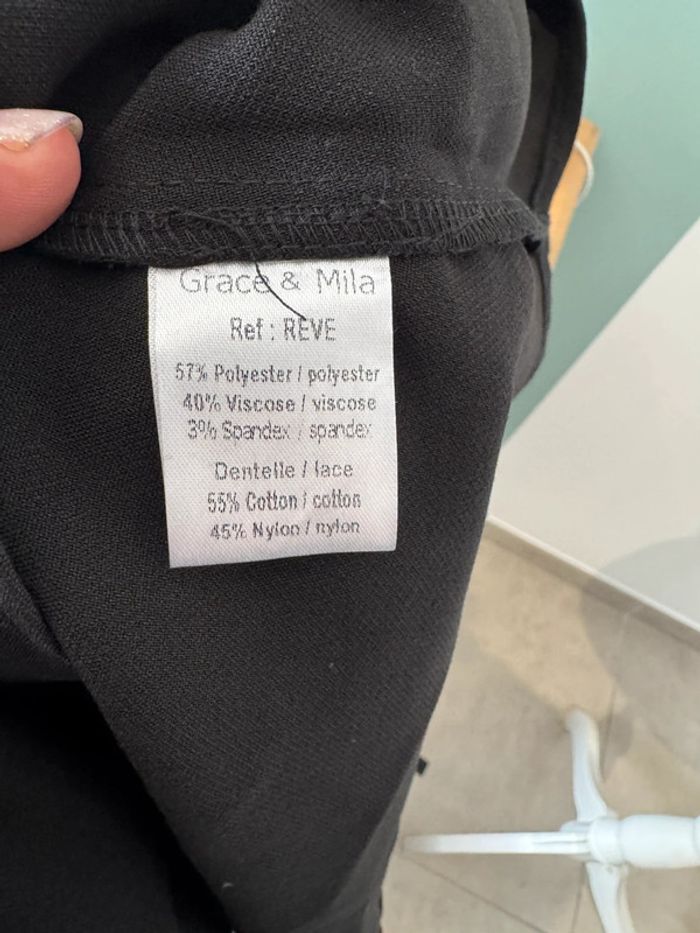 Grace & Mila
Ref : REVE
57% Polyester / polyester
40% Viscose / viscose
3% Spandex / spandex
Dentelle / lace
55% Cotton / cotton
45% Nylon / nylon